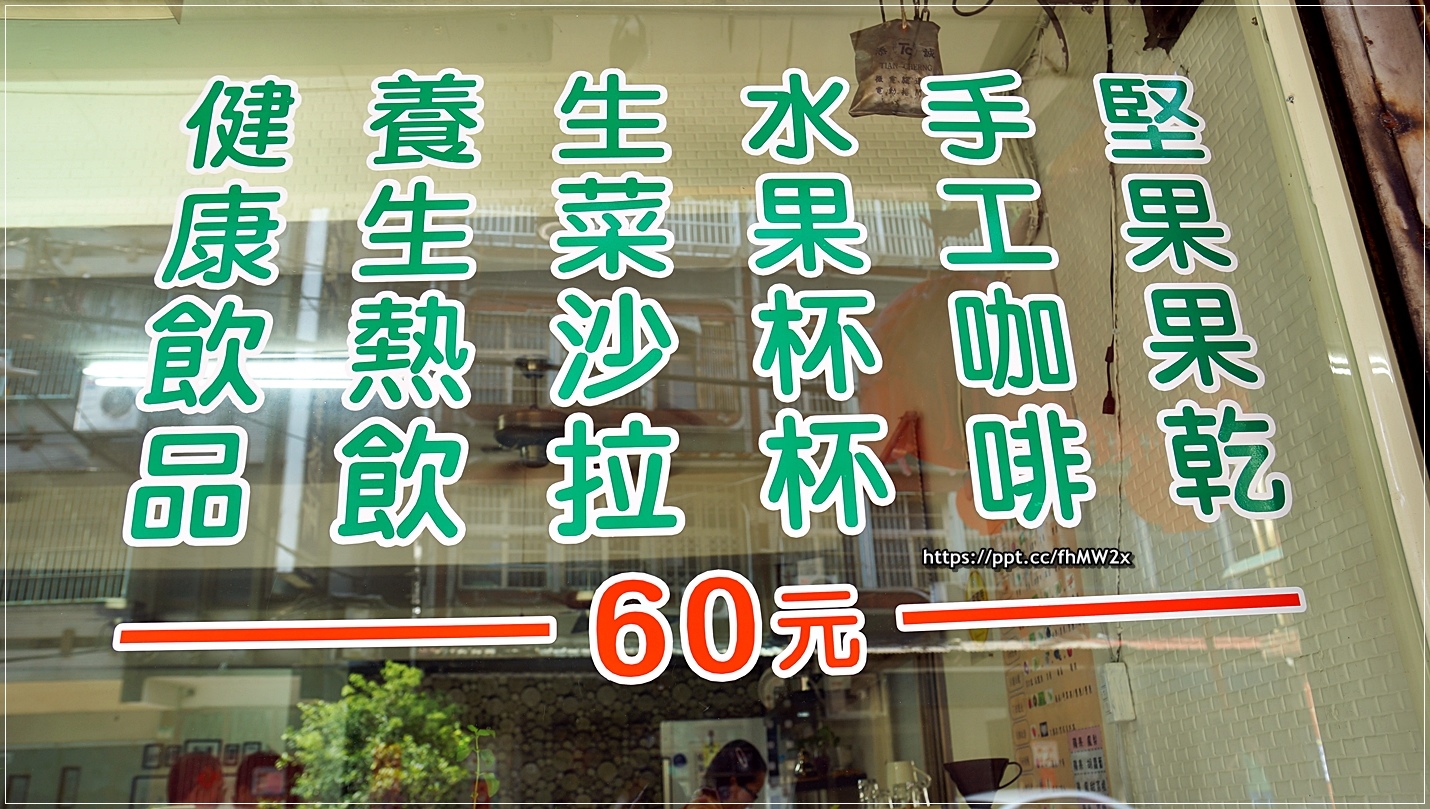 健康飲品
養生熱飲
生菜沙拉
水果杯杯
手工咖啡
堅果果乾
https://ppt.cc/fhMW2x
60元